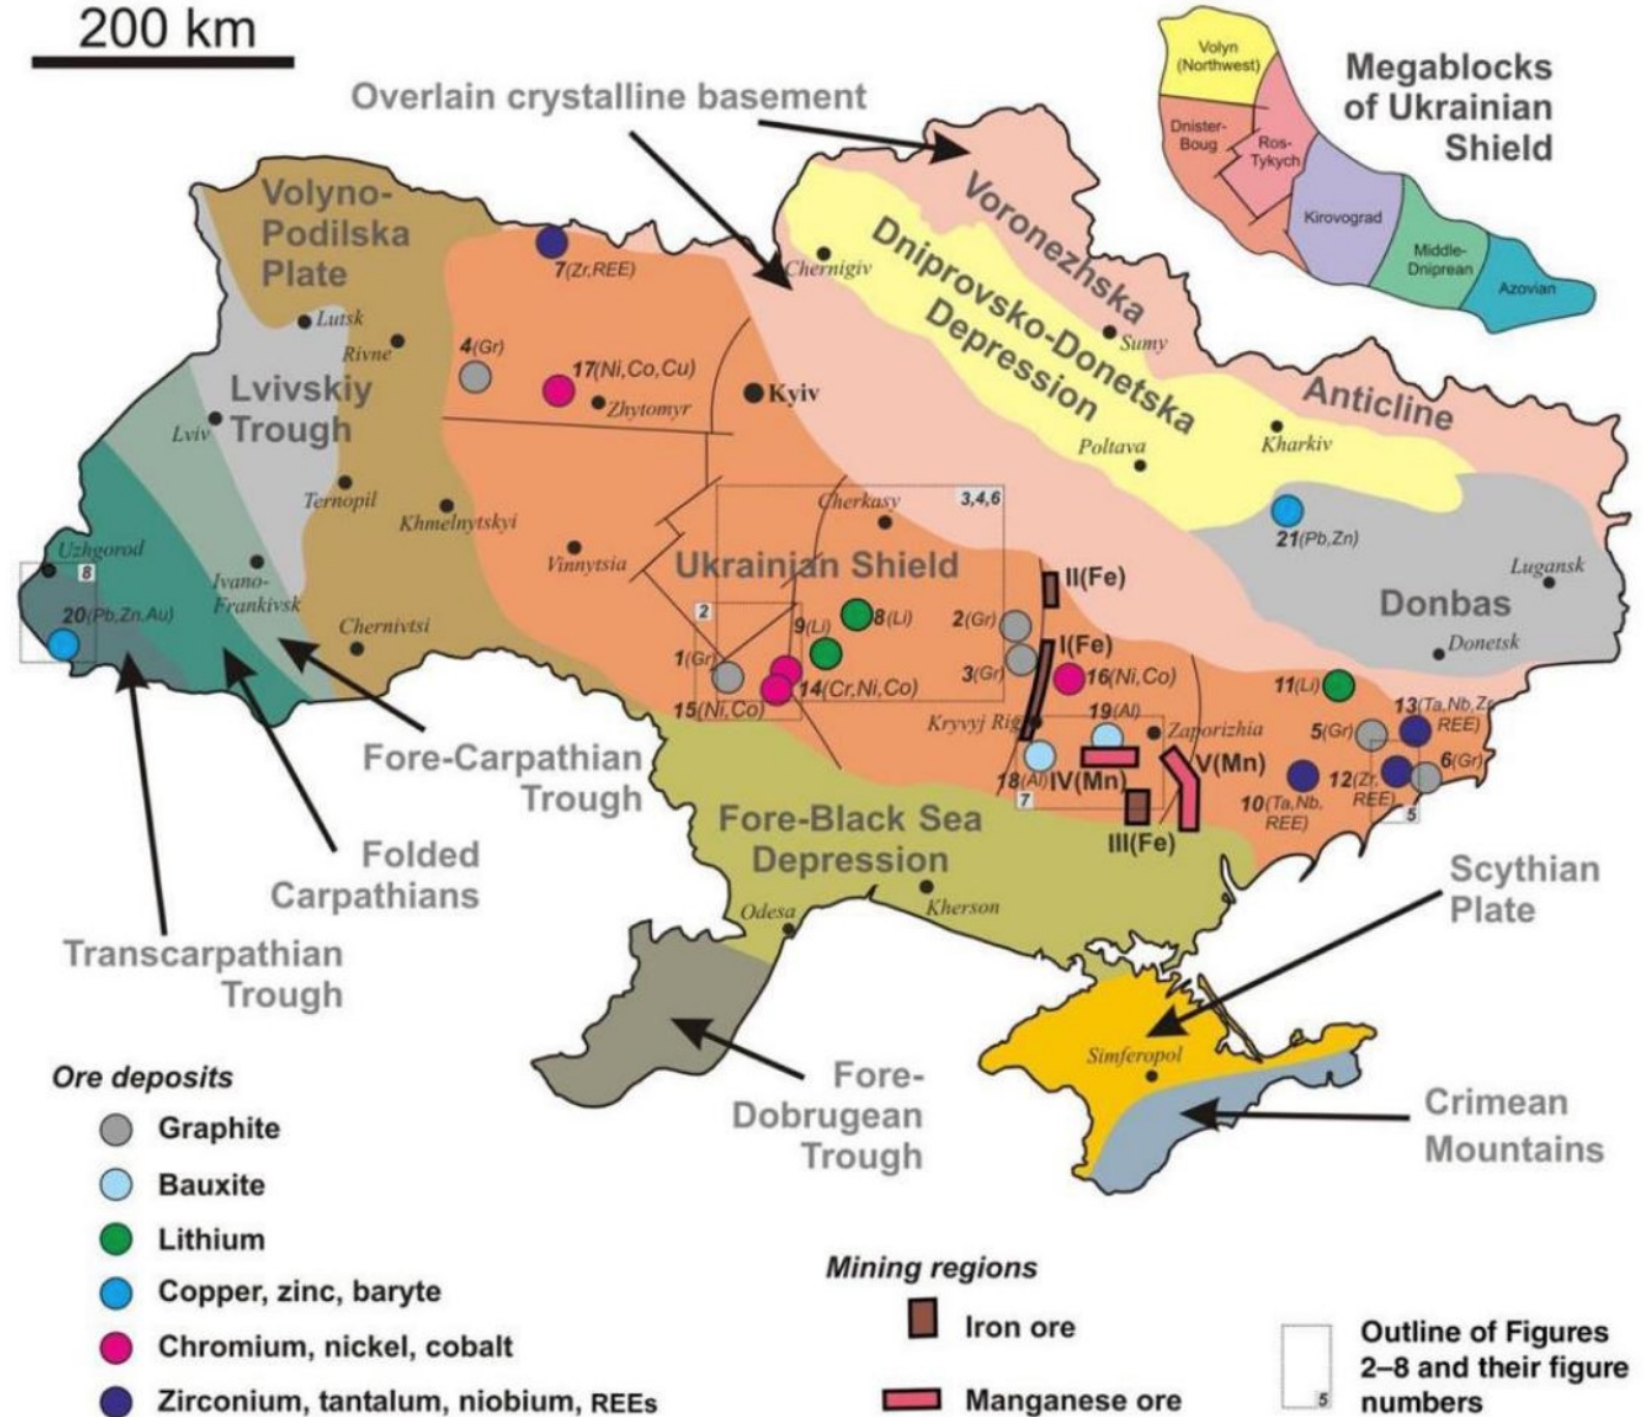 200 km
Overlain crystalline basement
Volyn
(Northwest)
Dnister-
Boug
Ros-
Tykych
Kirovograd
Middle-
Dniprean
Azovian
Megablocks
of Ukrainian
Shield
Volyno-
Podilska
Plate
7(Zr,REE)
Chernigiv
Voronezhska
Dniprovsko-Donetska
Depression
Sumy
Anticline
Lutsk
Rivne
4(Gr)
17(Ni,Co,Cu)
Zhytomyr
Kyiv
Lvivskiy
Trough
Lviv
Poltava
Kharkiv
Ternopil
Khmelnytskyi
Cherkasy
3,4,6
21(Pb,Zn)
Uzhgorod
8
Ivano-
Frankivsk
Vinnytsia
Ukrainian Shield
II(Fe)
Lugansk
Donbas
Donetsk
20(Pb,Zn,Au)
Chernivtsi
2
9(Li)
8(Li)
2(Gr)
I(Fe)
1(Gr)
3(Gr)
16(Ni,Co)
14(Cr,Ni,Co)
15(Ni,Co)
11(Li)
13(Ta,Nb,Zr,
REE)
Kryvyj Rig
19(Al)
Zaporizhia
5(Gr)
6(Gr)
18(Al)
IV(Mn)
V(Mn)
12(Zr,
REE)
10(Ta,Nb,
REE)
7
5
III(Fe)
Fore-Carpathian
Trough
Fore-Black Sea
Depression
Folded
Carpathians
Scythian
Plate
Odesa
Kherson
Transcarpathian
Trough
Simferopol
Fore-
Dobrugean
Trough
Crimean
Mountains
Ore deposits
Graphite
Bauxite
Lithium
Copper, zinc, baryte
Chromium, nickel, cobalt
Zirconium, tantalum, niobium, REEs
Mining regions
Iron ore
Manganese ore
5
Outline of Figures
2–8 and their figure
numbers